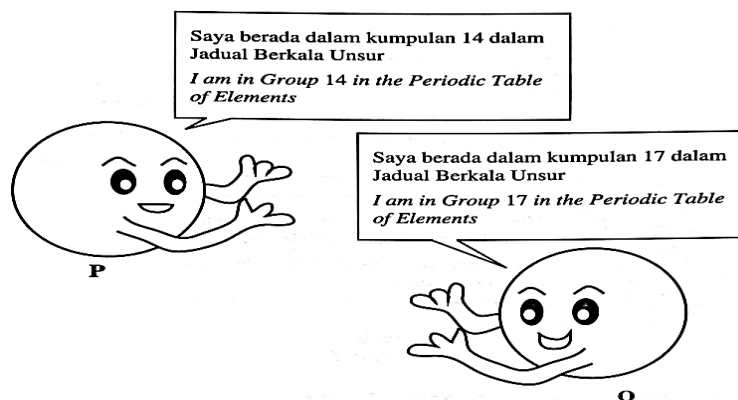 Saya berada dalam kumpulan 14 dalam
Jadual Berkala Unsur
I am in Group 14 in the Periodic Table
of Elements
Saya berada dalam kumpulan 17 dalam
Jadual Berkala Unsur
I am in Group 17 in the Periodic Table
of Elements
P